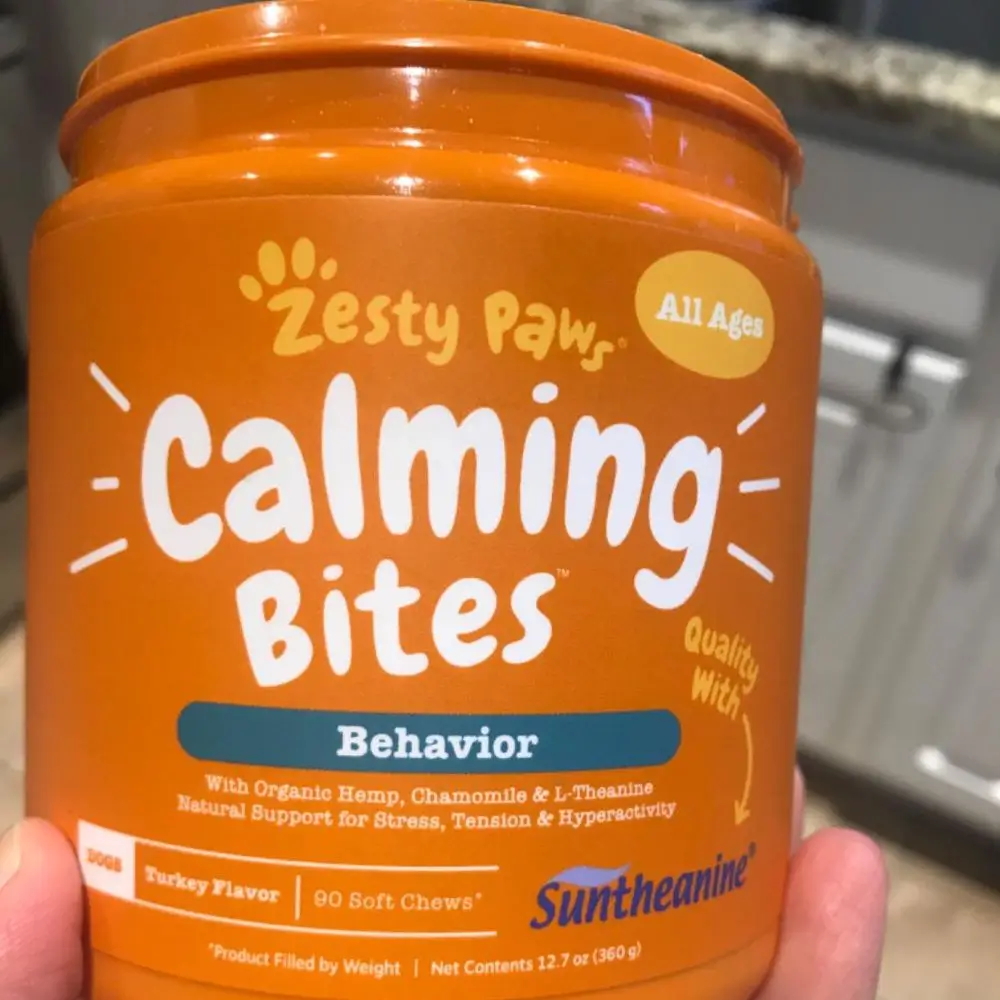 Zesty Paws®
All Ages
Calming
Bites™
Quality
With
Behavior
With Organic Hemp, Chamomile & L-Theanine
Natural Support for Stress, Tension & Hyperactivity
DOGS
Turkey Flavor | 90 Soft Chews*
Suntheanine®
*Product Filled by Weight | Net Contents 12.7 oz (360 g)